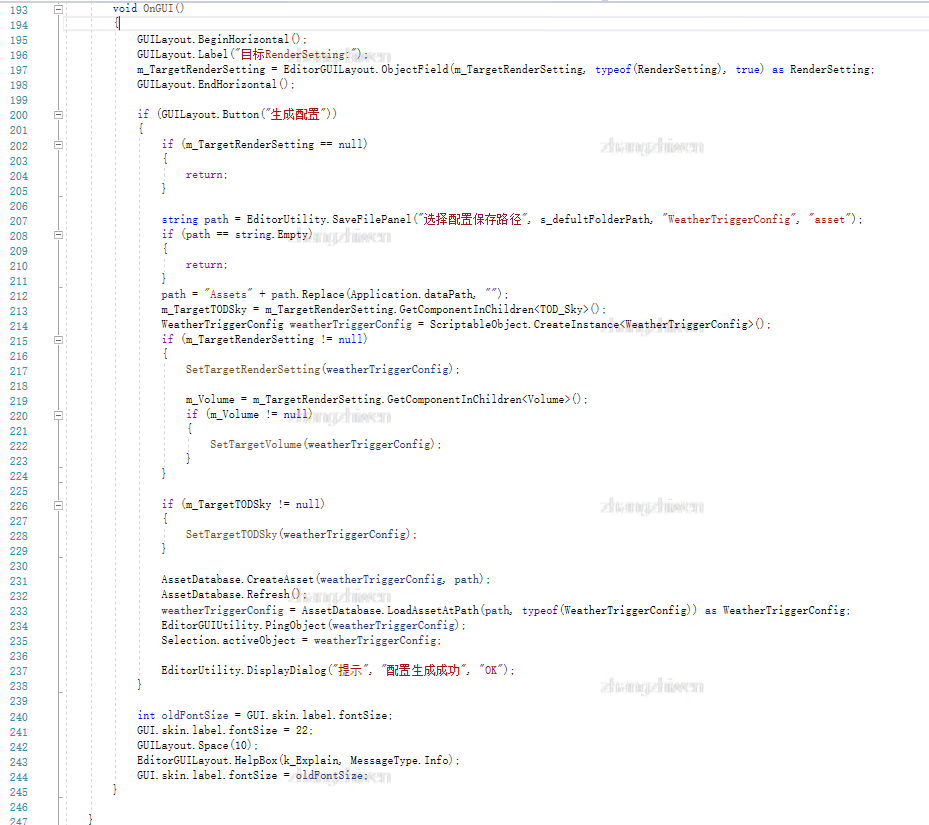 193 void OnGUI()
194 {
195 GUILayout.BeginHorizontal();
196 GUILayout.Label("目标RenderSetting:");
197 m_TargetRenderSetting = EditorGUILayout.ObjectField(m_TargetRenderSetting, typeof(RenderSetting), true) as RenderSetting;
198 GUILayout.EndHorizontal();
199
200 if (GUILayout.Button("生成配置"))
201 {
202 if (m_TargetRenderSetting == null)
203 {
204 return;
205 }
206
207 string path = EditorUtility.SaveFilePanel("选择配置保存路径", s_defultFolderPath, "WeatherTriggerConfig", "asset");
208 if (path == string.Empty)
209 {
210 return;
211 }
212 path = "Assets" + path.Replace(Application.dataPath, "");
213 m_TargetTODSky = m_TargetRenderSetting.GetComponentInChildren<TOD_Sky>();
214 WeatherTriggerConfig weatherTriggerConfig = ScriptableObject.CreateInstance<WeatherTriggerConfig>();
215 if (m_TargetRenderSetting != null)
216 {
217 SetTargetRenderSetting(weatherTriggerConfig);
218
219 m_Volume = m_TargetRenderSetting.GetComponentInChildren<Volume>();
220 if (m_Volume != null)
221 {
222 SetTargetVolume(weatherTriggerConfig);
223 }
224 }
225
226 if (m_TargetTODSky != null)
227 {
228 SetTargetTODSky(weatherTriggerConfig);
229 }
230
231 AssetDatabase.CreateAsset(weatherTriggerConfig, path);
232 AssetDatabase.Refresh();
233 weatherTriggerConfig = AssetDatabase.LoadAssetAtPath(path, typeof(WeatherTriggerConfig)) as WeatherTriggerConfig;
234 EditorGUIUtility.PingObject(weatherTriggerConfig);
235 Selection.activeObject = weatherTriggerConfig;
236
237 EditorUtility.DisplayDialog("提示", "配置生成成功", "OK");
238 }
239
240 int oldFontSize = GUI.skin.label.fontSize;
241 GUI.skin.label.fontSize = 22;
242 GUILayout.Space(10);
243 EditorGUILayout.HelpBox(k_Explain, MessageType.Info);
244 GUI.skin.label.fontSize = oldFontSize;
245 }
246
247 }
zhangzhiwen
zhangzhiwen
zhangzhiwen
zhangzhiwen
zhangzhiwen
zhangzhiwen
zhangzhiwen
zhangzhiwen
zhangzhiwen